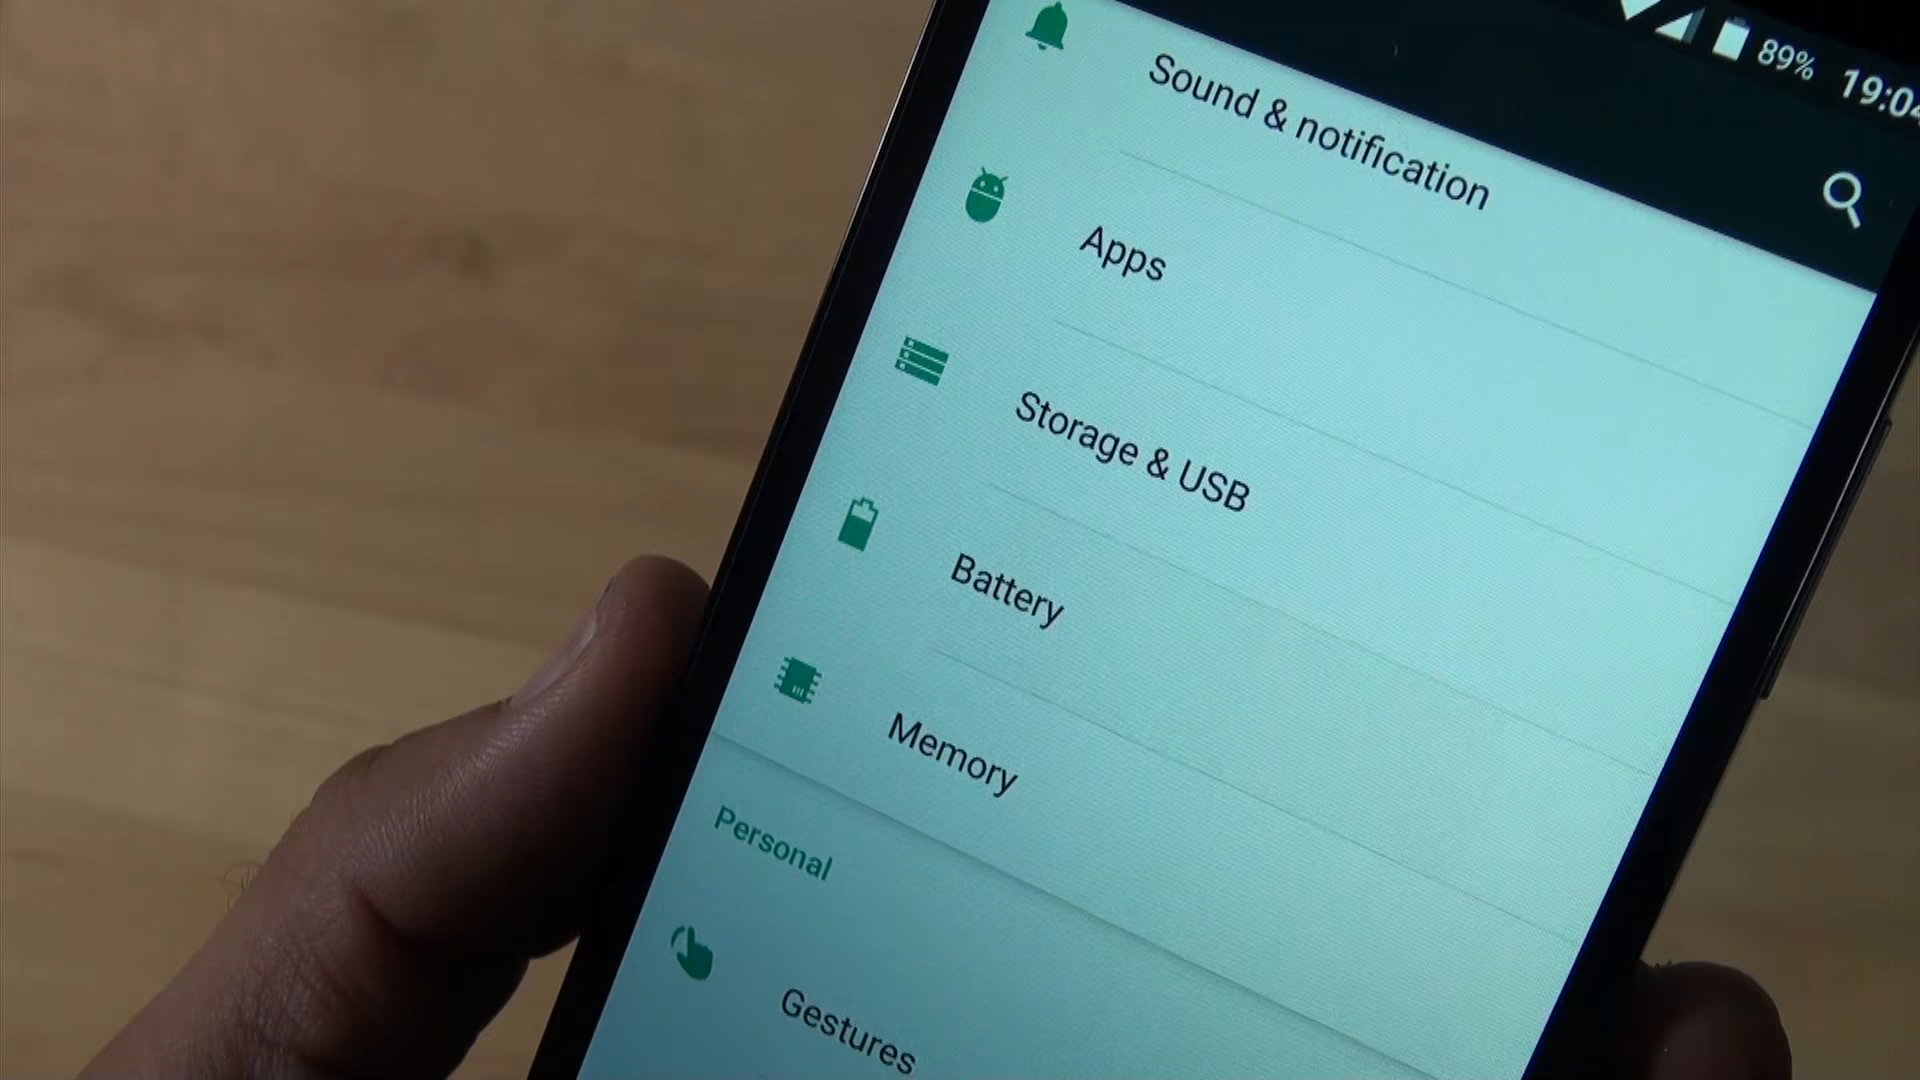 89% 19:04
Sound & notification
Apps
Storage & USB
Battery
Memory
Personal
Gestures